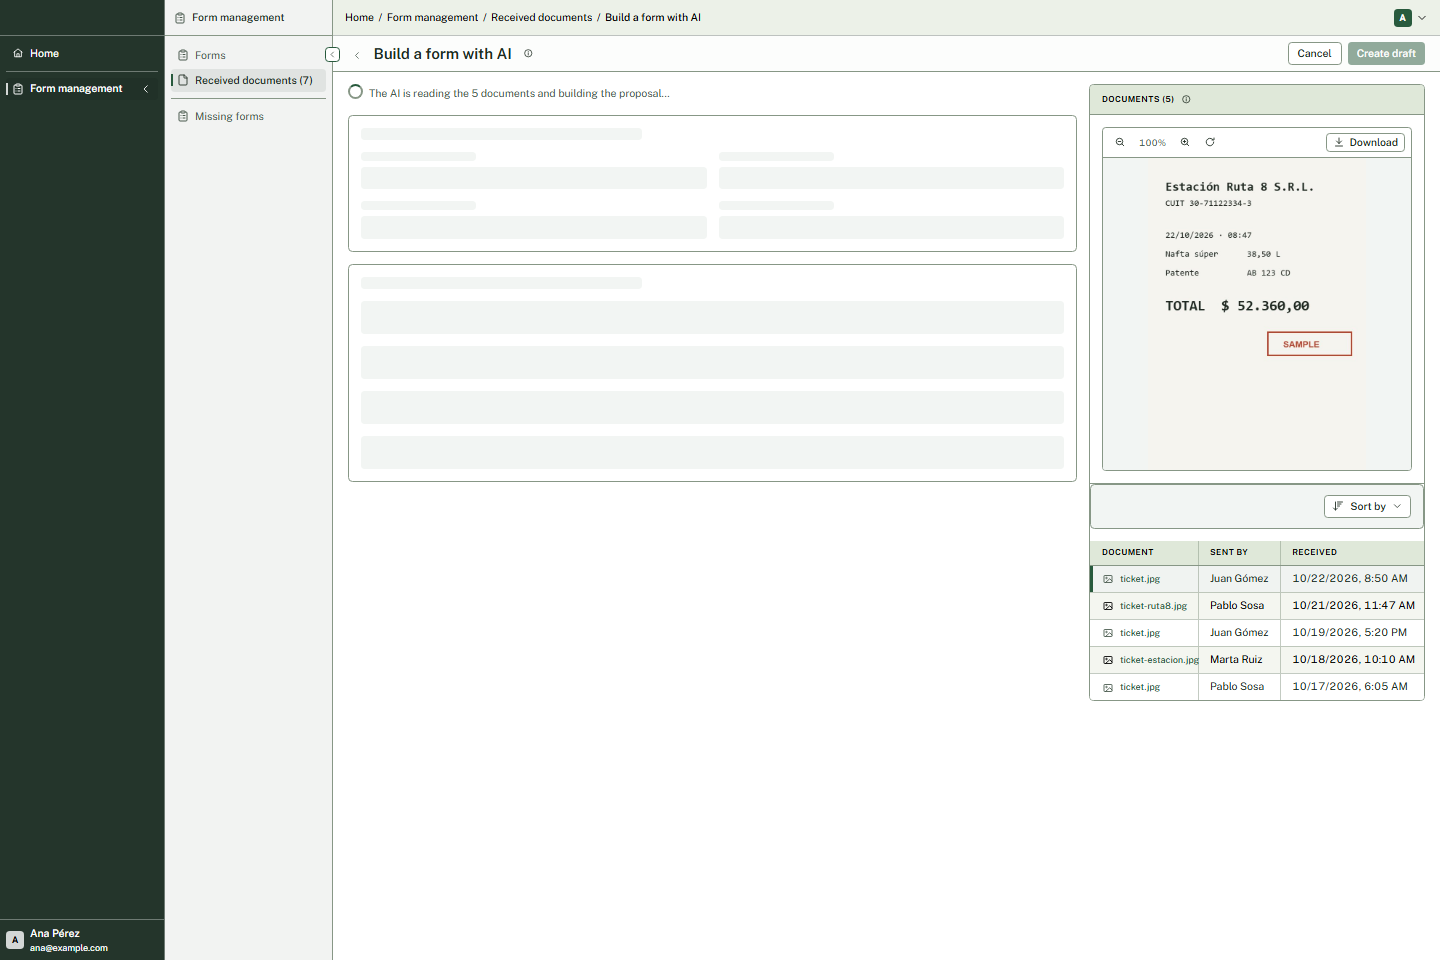 Form management
Home / Form management / Received documents / Build a form with AI
A
Home
Form management
Forms
Received documents (7)
Missing forms
Build a form with AI
Cancel
Create draft
The AI is reading the 5 documents and building the proposal...
DOCUMENTS (5)
100%
Download
Estación Ruta 8 S.R.L.
CUIT 30-71122334-3
22/10/2026 · 08:47
Nafta súper 38,50 L
Patente AB 123 CD
TOTAL $ 52.360,00
SAMPLE
Sort by
DOCUMENT SENT BY RECEIVED
ticket.jpg Juan Gómez 10/22/2026, 8:50 AM
ticket-ruta8.jpg Pablo Sosa 10/21/2026, 11:47 AM
ticket.jpg Juan Gómez 10/19/2026, 5:20 PM
ticket-estacion.jpg Marta Ruiz 10/18/2026, 10:10 AM
ticket.jpg Pablo Sosa 10/17/2026, 6:05 AM
A
Ana Pérez
ana@example.com